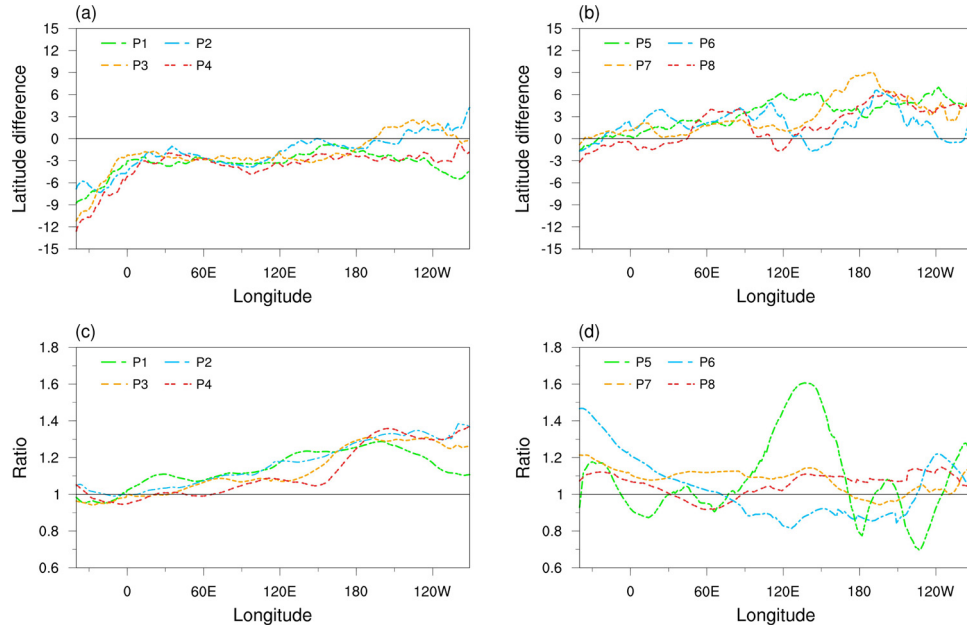 (a)
15
12
9
6
3
0
-3
-6
-9
-12
-15
Latitude difference
P1 P2
P3 P4
0 60E 120E 180 120W
Longitude
(b)
15
12
9
6
3
0
-3
-6
-9
-12
-15
Latitude difference
P5 P6
P7 P8
0 60E 120E 180 120W
Longitude
(c)
1.8
1.6
1.4
1.2
1
0.8
0.6
Ratio
P1 P2
P3 P4
0 60E 120E 180 120W
Longitude
(d)
1.8
1.6
1.4
1.2
1
0.8
0.6
Ratio
P5 P6
P7 P8
0 60E 120E 180 120W
Longitude